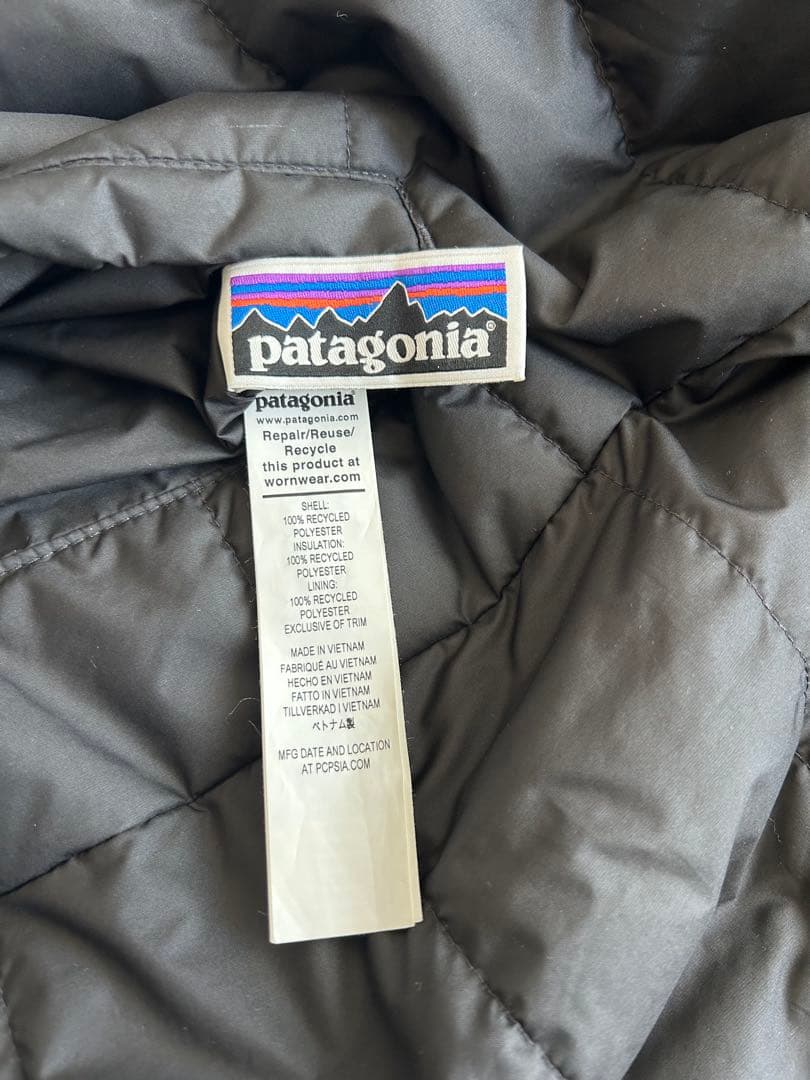 patagonia®
patagonia®
www.patagonia.com
Repair/Reuse/
Recycle
this product at
wornwear.com
SHELL:
100% RECYCLED
POLYESTER
INSULATION:
100% RECYCLED
POLYESTER
LINING:
100% RECYCLED
POLYESTER
EXCLUSIVE OF TRIM
MADE IN VIETNAM
FABRIQUÉ AU VIETNAM
HECHO EN VIETNAM
FATTO IN VIETNAM
TILLVERKAD I VIETNAM
ベトナム製
MFG DATE AND LOCATION
AT PCPSIA.COM